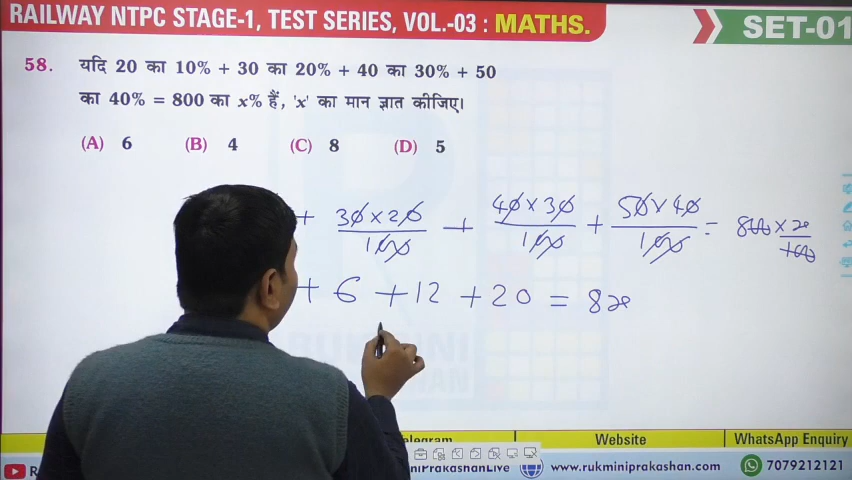 RAILWAY NTPC STAGE-1, TEST SERIES, VOL.-03 : MATHS.
SET-01
58. यदि 20 का 10% + 30 का 20% + 40 का 30% + 50
का 40% = 800 का x% हैं, 'x' का मान ज्ञात कीजिए।
(A) 6 (B) 4 (C) 8 (D) 5
+ 30 × 20 / 100 + 40 × 30 / 100 + 50 × 40 / 100 = 800 × x / 100
+ 6 + 12 + 20 = 8x
Website
WhatsApp Enquiry
www.rukminiprakashan.com
7079212121